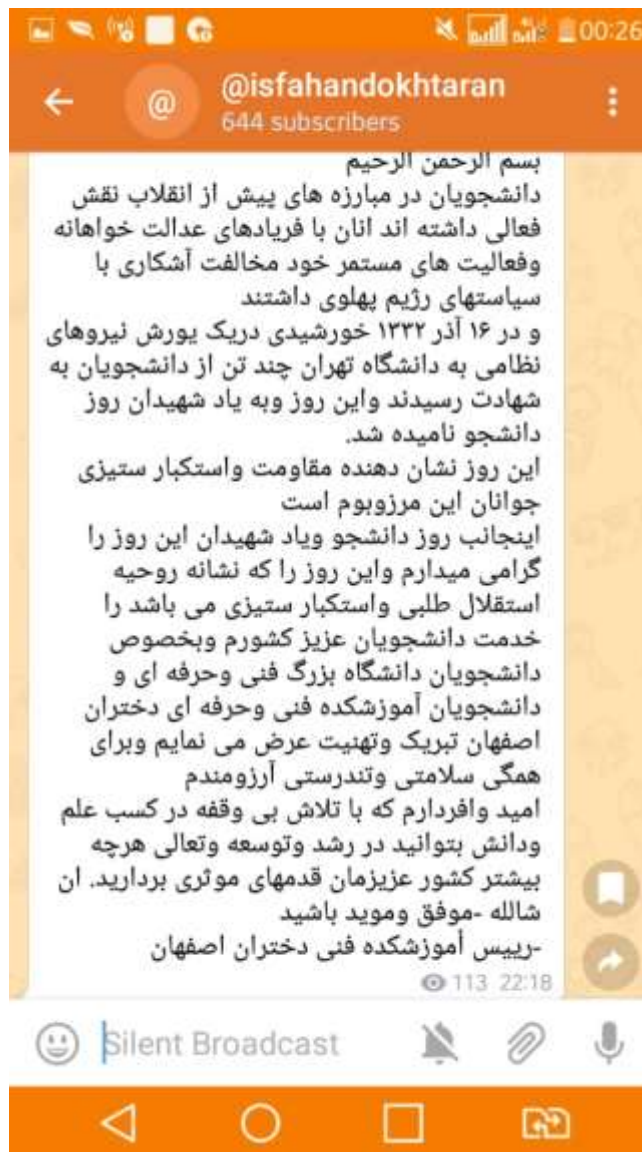 00:26
@isfahandokhtaran
@
644 subscribers
بسم الرحمن الرحیم
دانشجویان در مبارزه های پیش از انقلاب نقش
فعالی داشته اند انان با فریادهای عدالت خواهانه
وفعالیت های مستمر خود مخالفت آشکاری با
سیاستهای رژیم پهلوی داشتند
و در ۱۶ آذر ۱۳۳۲ خورشیدی دریک یورش نیروهای
نظامی به دانشگاه تهران چند تن از دانشجویان به
شهادت رسیدند واین روز وبه یاد شهیدان روز
دانشجو نامیده شد.
این روز نشان دهنده مقاومت واستکبار ستیزی
جوانان این مرزوبوم است
اینجانب روز دانشجو ویاد شهیدان این روز را
گرامی میدارم واین روز را که نشانه روحیه
استقلال طلبی واستکبار ستیزی می باشد را
خدمت دانشجویان عزیز کشورم وبخصوص
دانشجویان دانشگاه بزرگ فنی وحرفه ای و
دانشجویان آموزشکده فنی وحرفه ای دختران
اصفهان تبریک وتهنیت عرض می نمایم وبرای
همگی سلامتی وتندرستی آرزومندم
امید وافردارم که با تلاش بی وقفه در کسب علم
ودانش بتوانید در رشد وتوسعه وتعالی هرچه
بیشتر کشور عزیزمان قدمهای موثری بردارید. ان
شالله -موفق وموید باشید
-رییس أموزشکده فنی دختران اصفهان
113 22:18
Silent Broadcast